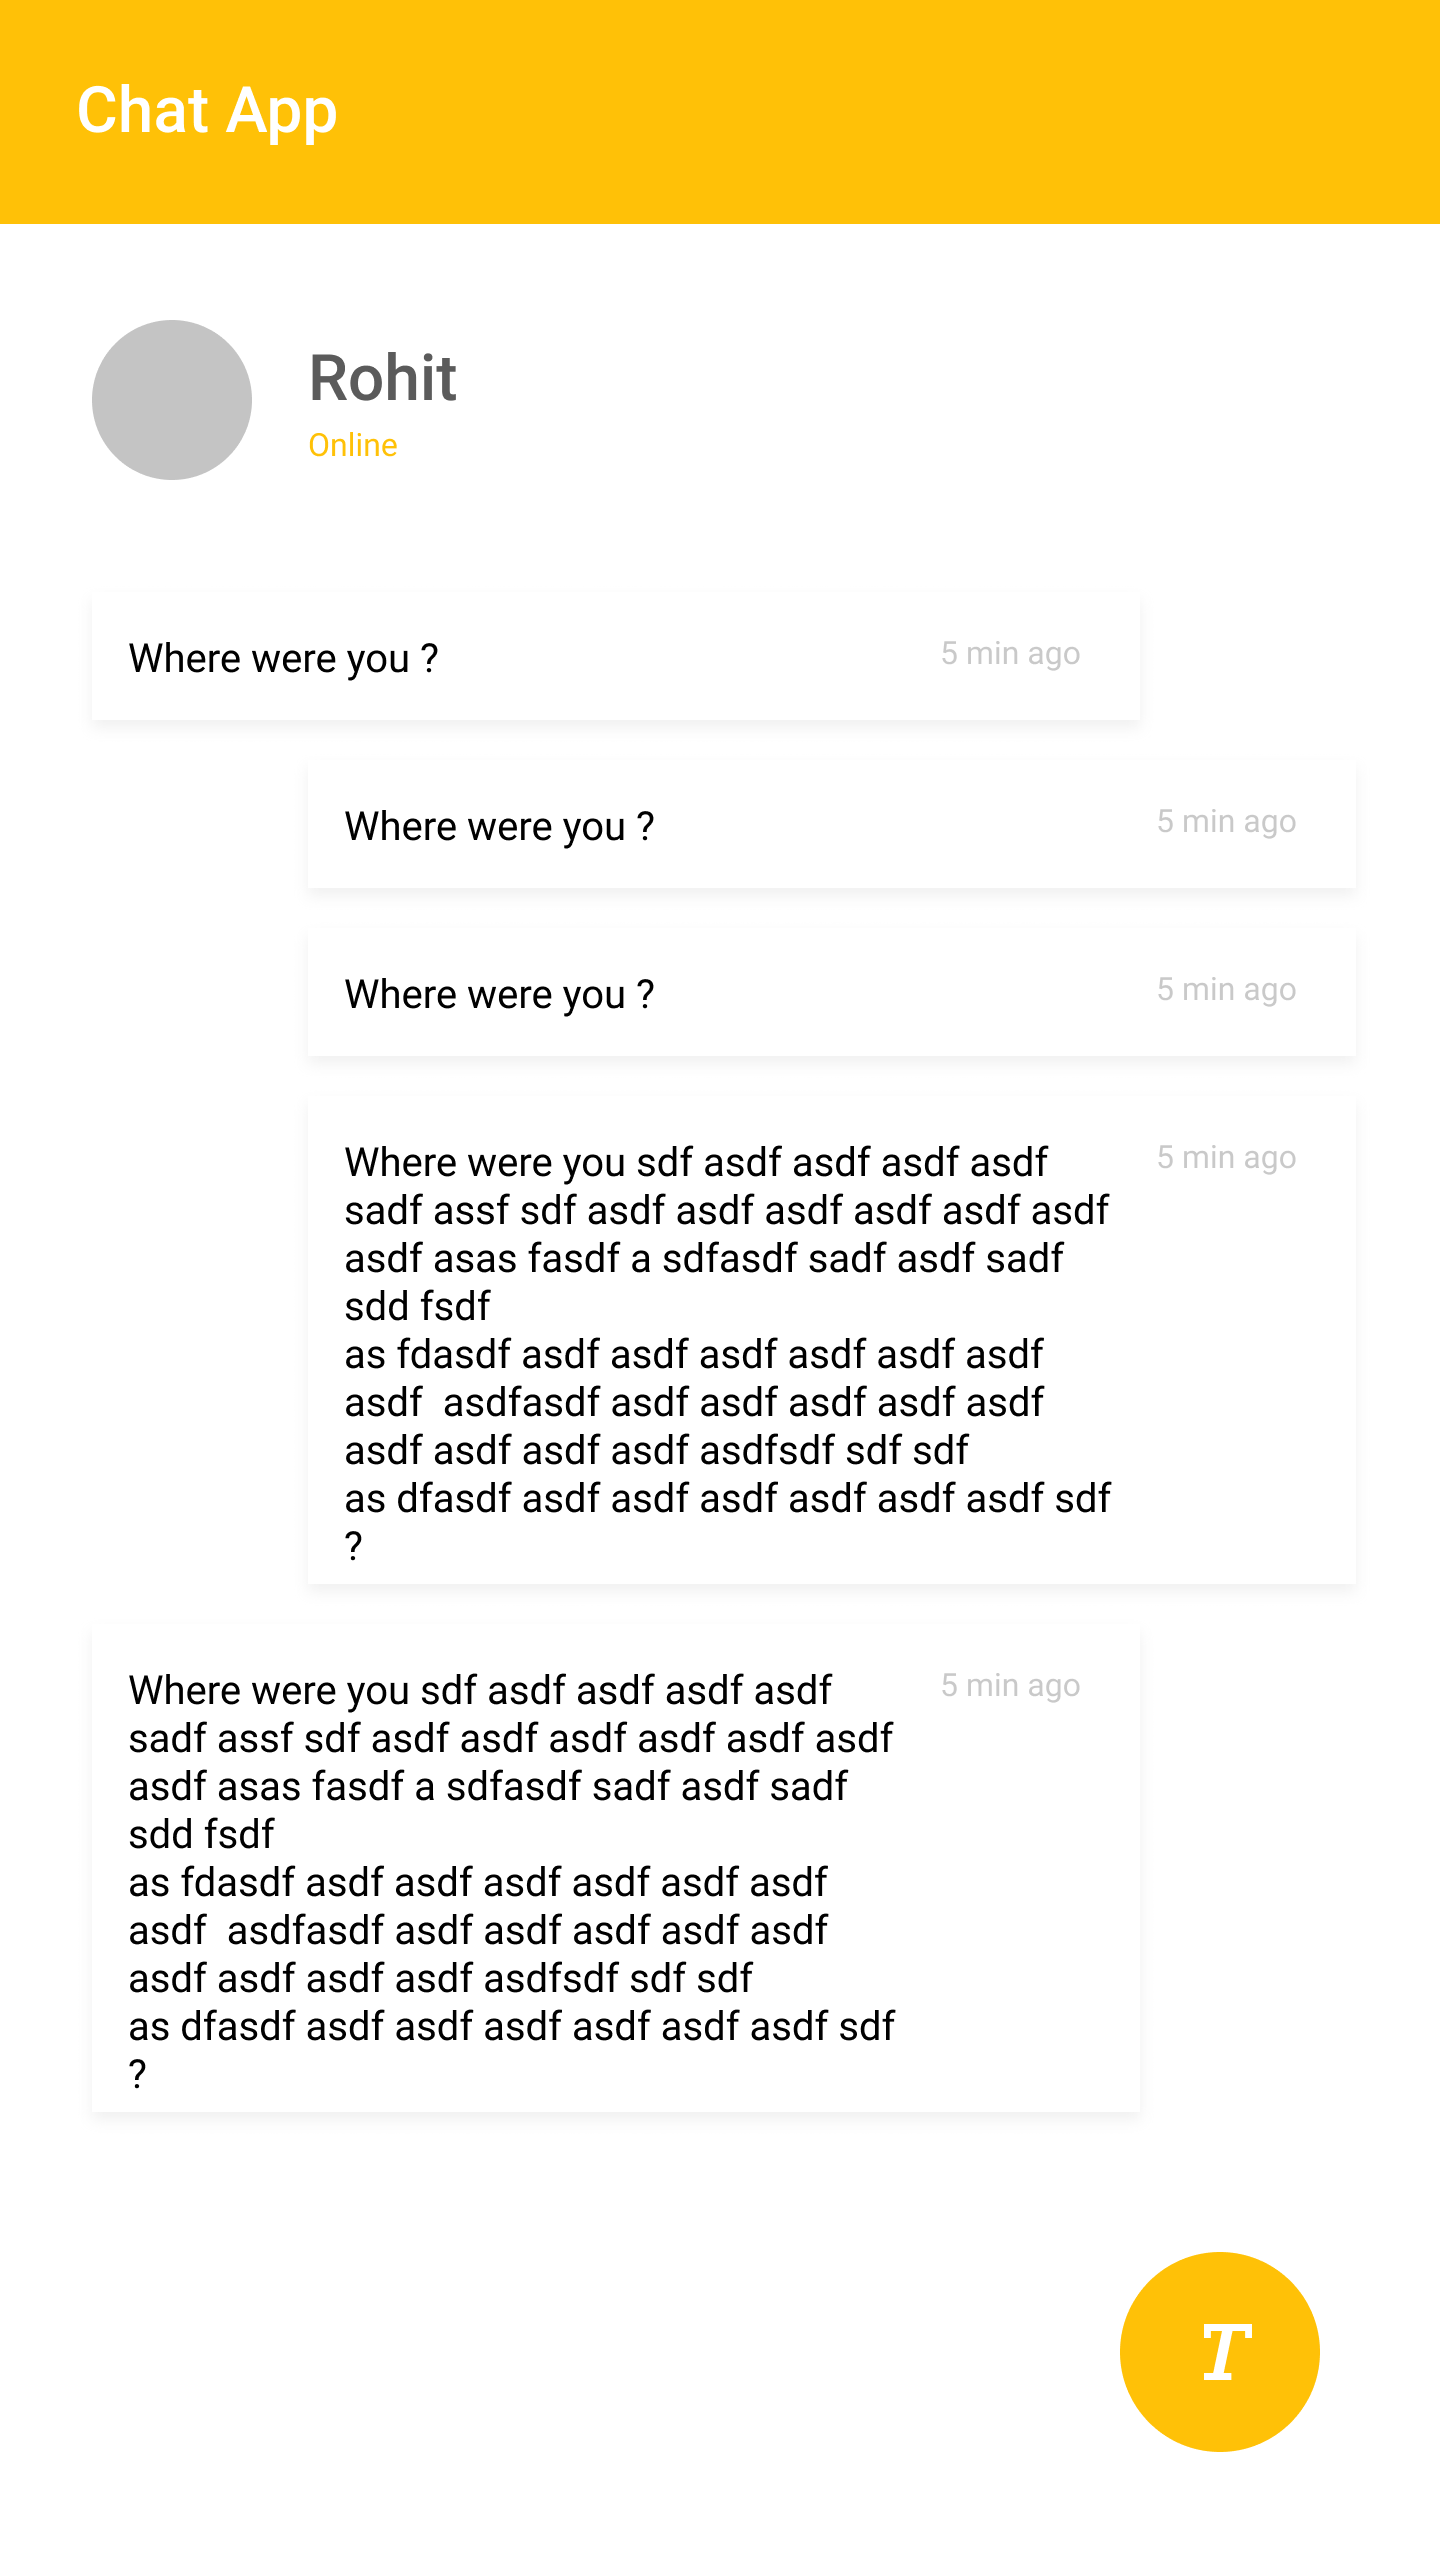 Chat App
Rohit
Online
Where were you ?
5 min ago
Where were you ?
5 min ago
Where were you ?
5 min ago
Where were you sdf asdf asdf asdf asdf
5 min ago
sadf assf sdf asdf asdf asdf asdf asdf asdf
asdf asas fasdf a sdfasdf sadf asdf sadf
sdd fsdf
as fdasdf asdf asdf asdf asdf asdf asdf
asdf  asdfasdf asdf asdf asdf asdf asdf
asdf asdf asdf asdf asdfsdf sdf sdf
as dfasdf asdf asdf asdf asdf asdf asdf sdf
?
Where were you sdf asdf asdf asdf asdf
5 min ago
sadf assf sdf asdf asdf asdf asdf asdf asdf
asdf asas fasdf a sdfasdf sadf asdf sadf
sdd fsdf
as fdasdf asdf asdf asdf asdf asdf asdf
asdf  asdfasdf asdf asdf asdf asdf asdf
asdf asdf asdf asdf asdfsdf sdf sdf
as dfasdf asdf asdf asdf asdf asdf asdf sdf
?
T